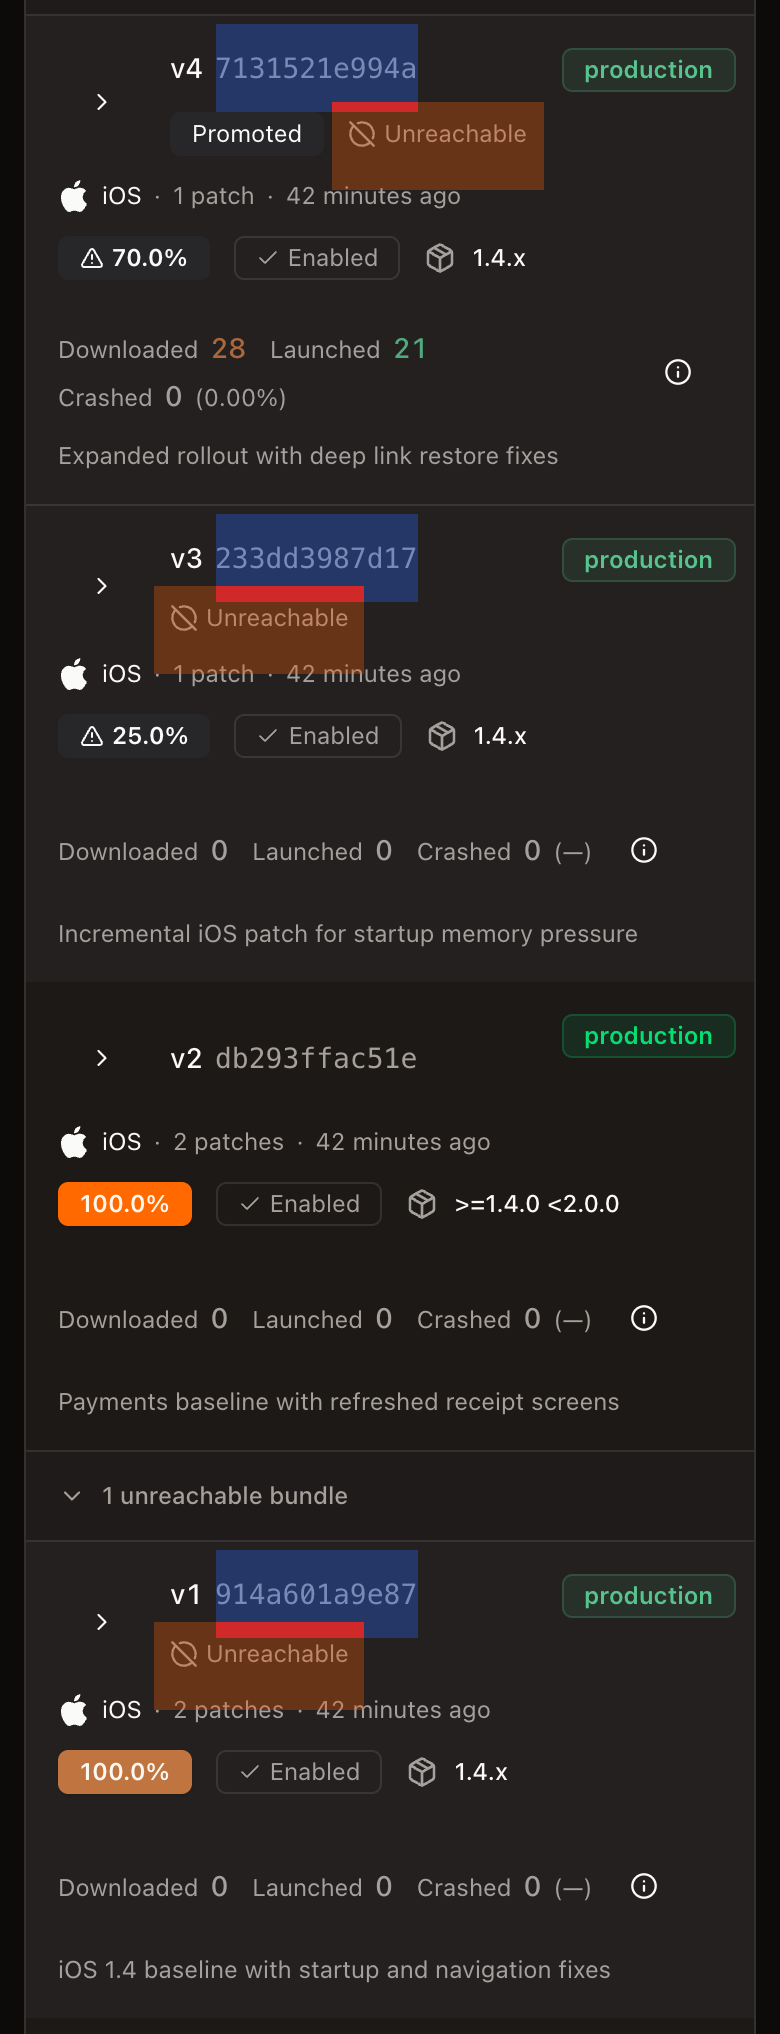 v4 7131521e994a production
Promoted Unreachable
iOS · 1 patch · 42 minutes ago
70.0% Enabled 1.4.x
Downloaded 28 Launched 21
Crashed 0 (0.00%)
Expanded rollout with deep link restore fixes
v3 233dd3987d17 production
Unreachable
iOS · 1 patch · 42 minutes ago
25.0% Enabled 1.4.x
Downloaded 0 Launched 0 Crashed 0 (—)
Incremental iOS patch for startup memory pressure
production
v2 db293ffac51e
iOS · 2 patches · 42 minutes ago
100.0% Enabled >=1.4.0 <2.0.0
Downloaded 0 Launched 0 Crashed 0 (—)
Payments baseline with refreshed receipt screens
1 unreachable bundle
v1 914a601a9e87 production
Unreachable
iOS · 2 patches · 42 minutes ago
100.0% Enabled 1.4.x
Downloaded 0 Launched 0 Crashed 0 (—)
iOS 1.4 baseline with startup and navigation fixes